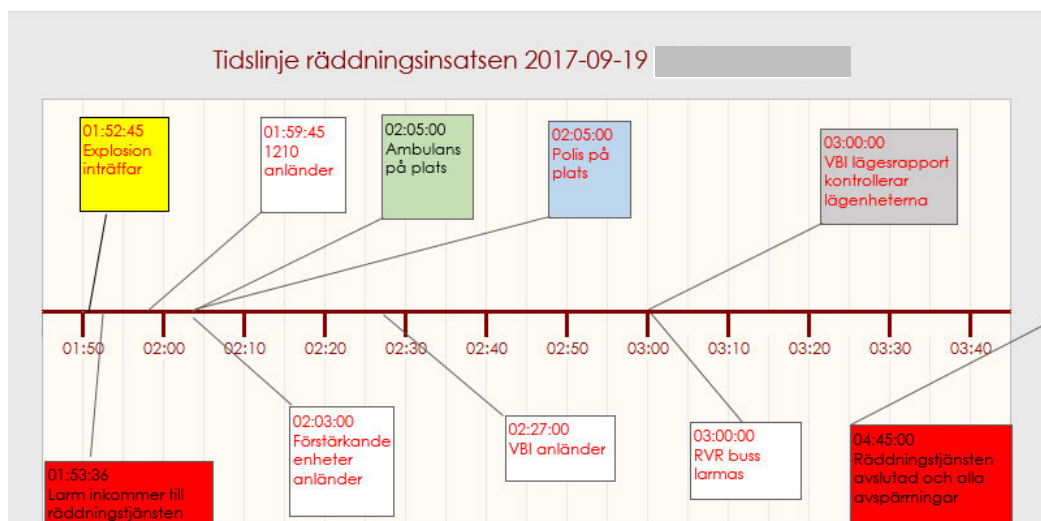 Tidslinje räddningsinsatsen 2017-09-19
01:52:45
Explosion
inträffar
01:59:45
1210
anländer
02:05:00
Ambulans
på plats
02:05:00
Polis på
plats
03:00:00
VBI lägesrapport
kontrollerar
lägenheterna
01:50 02:00 02:10 02:20 02:30 02:40 02:50 03:00 03:10 03:20 03:30 03:40
01:53:36
Larm inkommer till
räddningstjänsten
02:03:00
Förstärkande
enheter
anländer
02:27:00
VBI anländer
03:00:00
RVR buss
larmas
04:45:00
Räddningstjänsten
avslutad och alla
avspärrningar